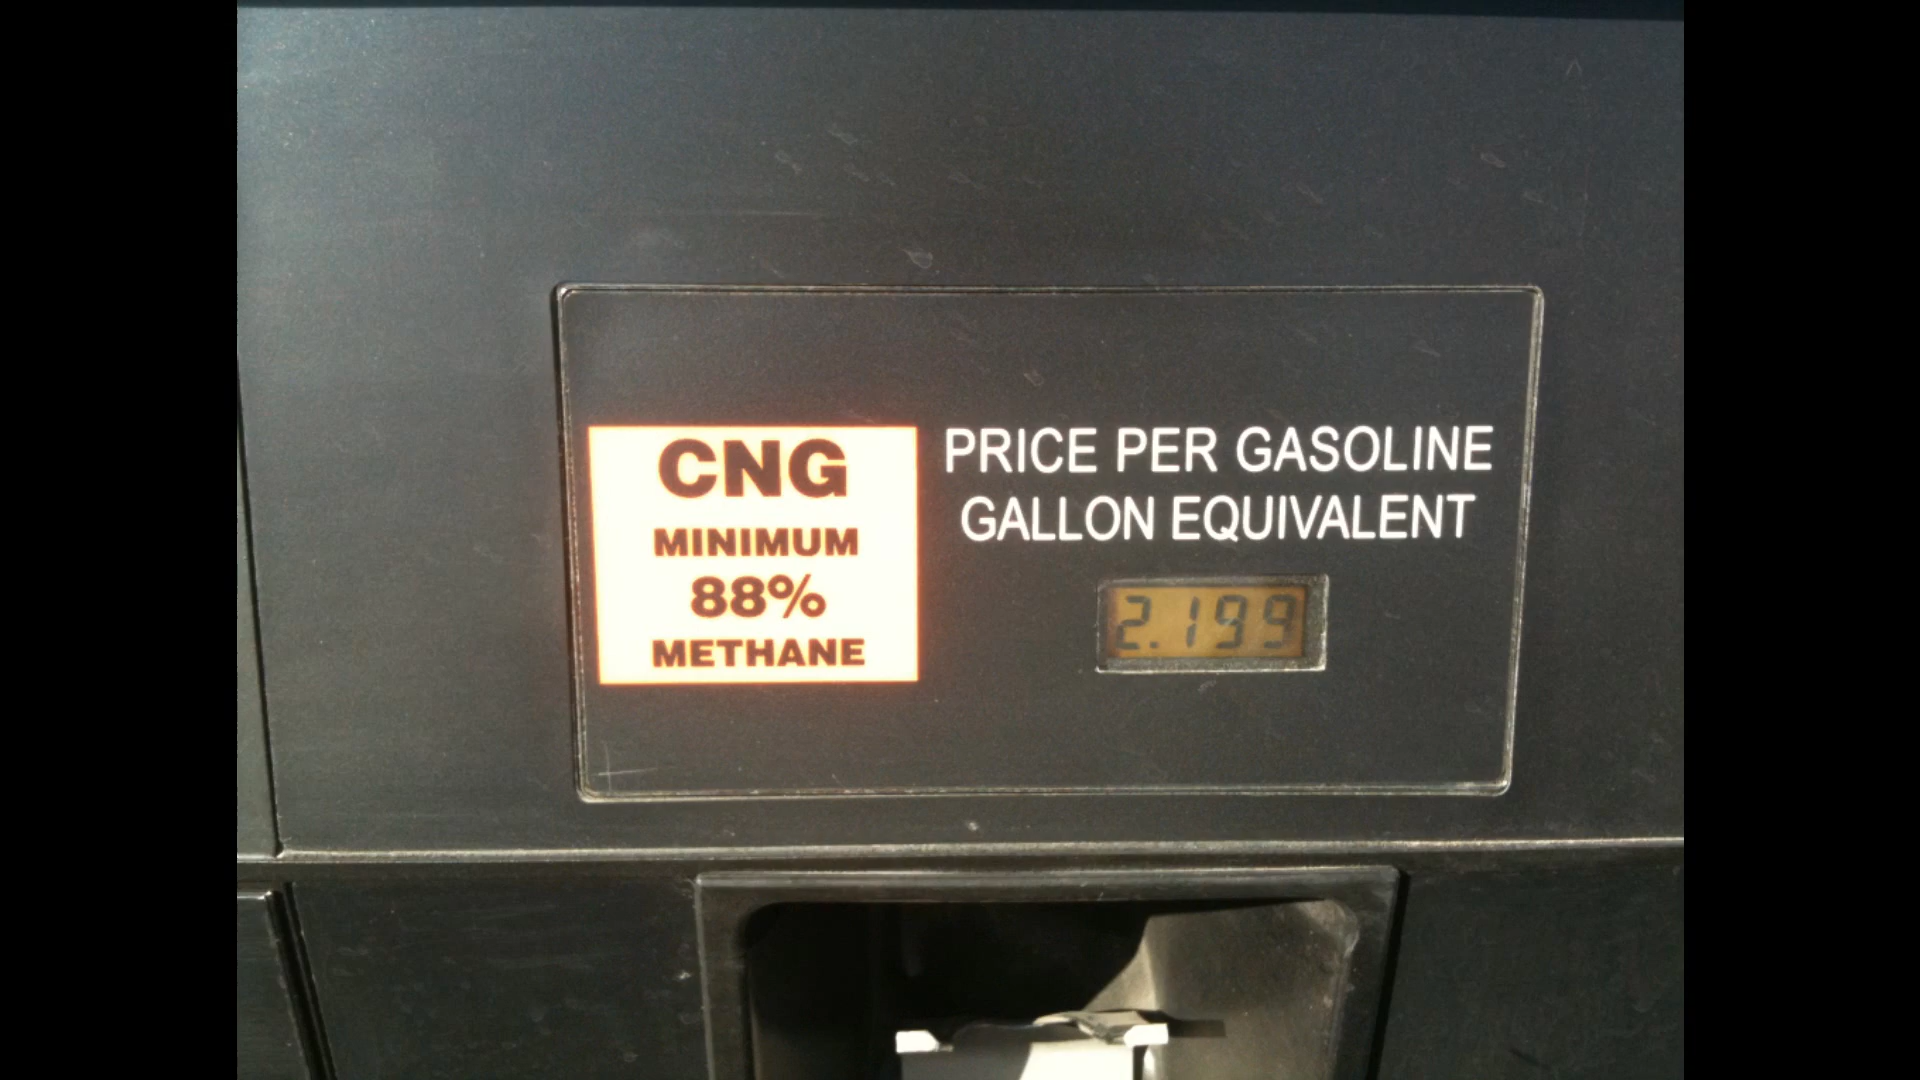 CNG
MINIMUM
88%
METHANE
PRICE PER GASOLINE
GALLON EQUIVALENT
2.199